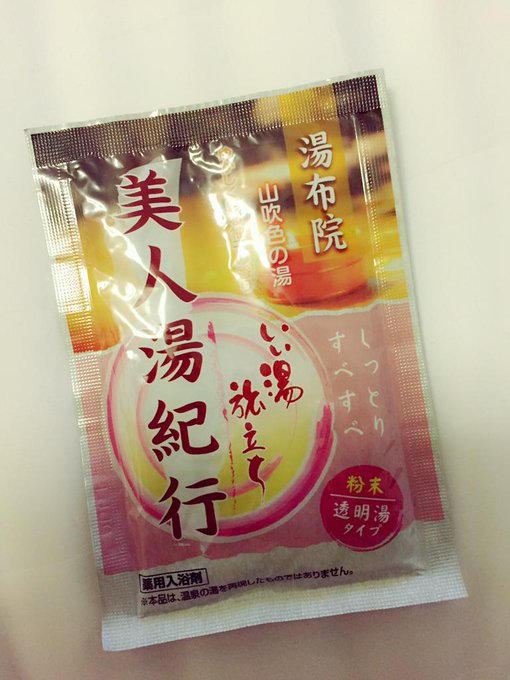 湯布院
山吹色の湯
美人湯紀行
いい湯
旅立ち
しっとり
すべすべ
粉末
透明湯
タイプ
薬用入浴剤
※本品は、温泉の湯を再現したものではありません。